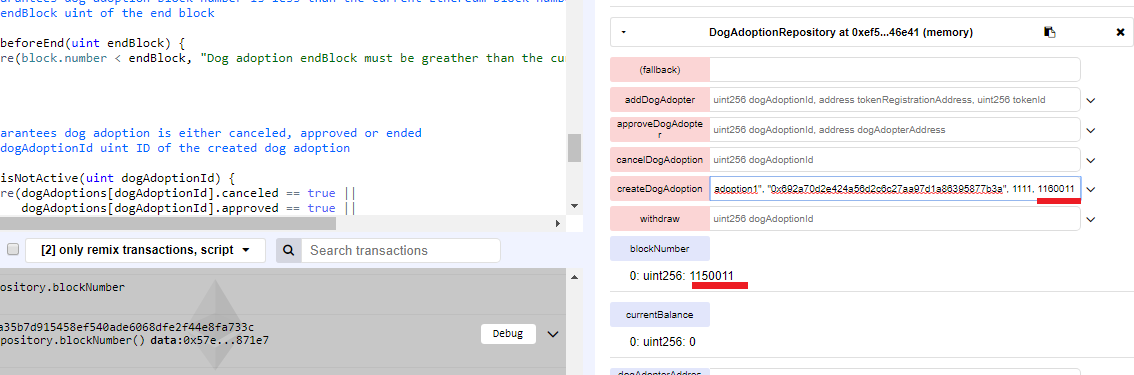 arantees dog adoption block number is less than the current Ethereum block num
endBlock uint of the end block
beforeEnd(uint endBlock) {
re(block.number < endBlock, "Dog adoption endBlock must be greather than the cu
arantees dog adoption is either canceled, approved or ended
dogAdoptionId uint ID of the created dog adoption
isNotActive(uint dogAdoptionId) {
re(dogAdoptions[dogAdoptionId].canceled == true ||
dogAdoptions[dogAdoptionId].approved == true ||
[2] only remix transactions, script
Search transactions
ository.blockNumber
a35b7d915458ef540ade6068dfe2f44e8fa733c
pository.blockNumber() data:0x57e...871e7
Debug
DogAdoptionRepository at 0xef5...46e41 (memory)
(fallback)
addDogAdopter
uint256 dogAdoptionId, address tokenRegistrationAddress, uint256 tokenId
approveDogAdopte
r
uint256 dogAdoptionId, address dogAdopterAddress
cancelDogAdoption
uint256 dogAdoptionId
createDogAdoption
adoption1", "0x692a70d2e424a56d2c6c27aa97d1a86395877b3a", 1111, 1160011
withdraw
uint256 dogAdoptionId
blockNumber
0: uint256: 1150011
currentBalance
0: uint256: 0